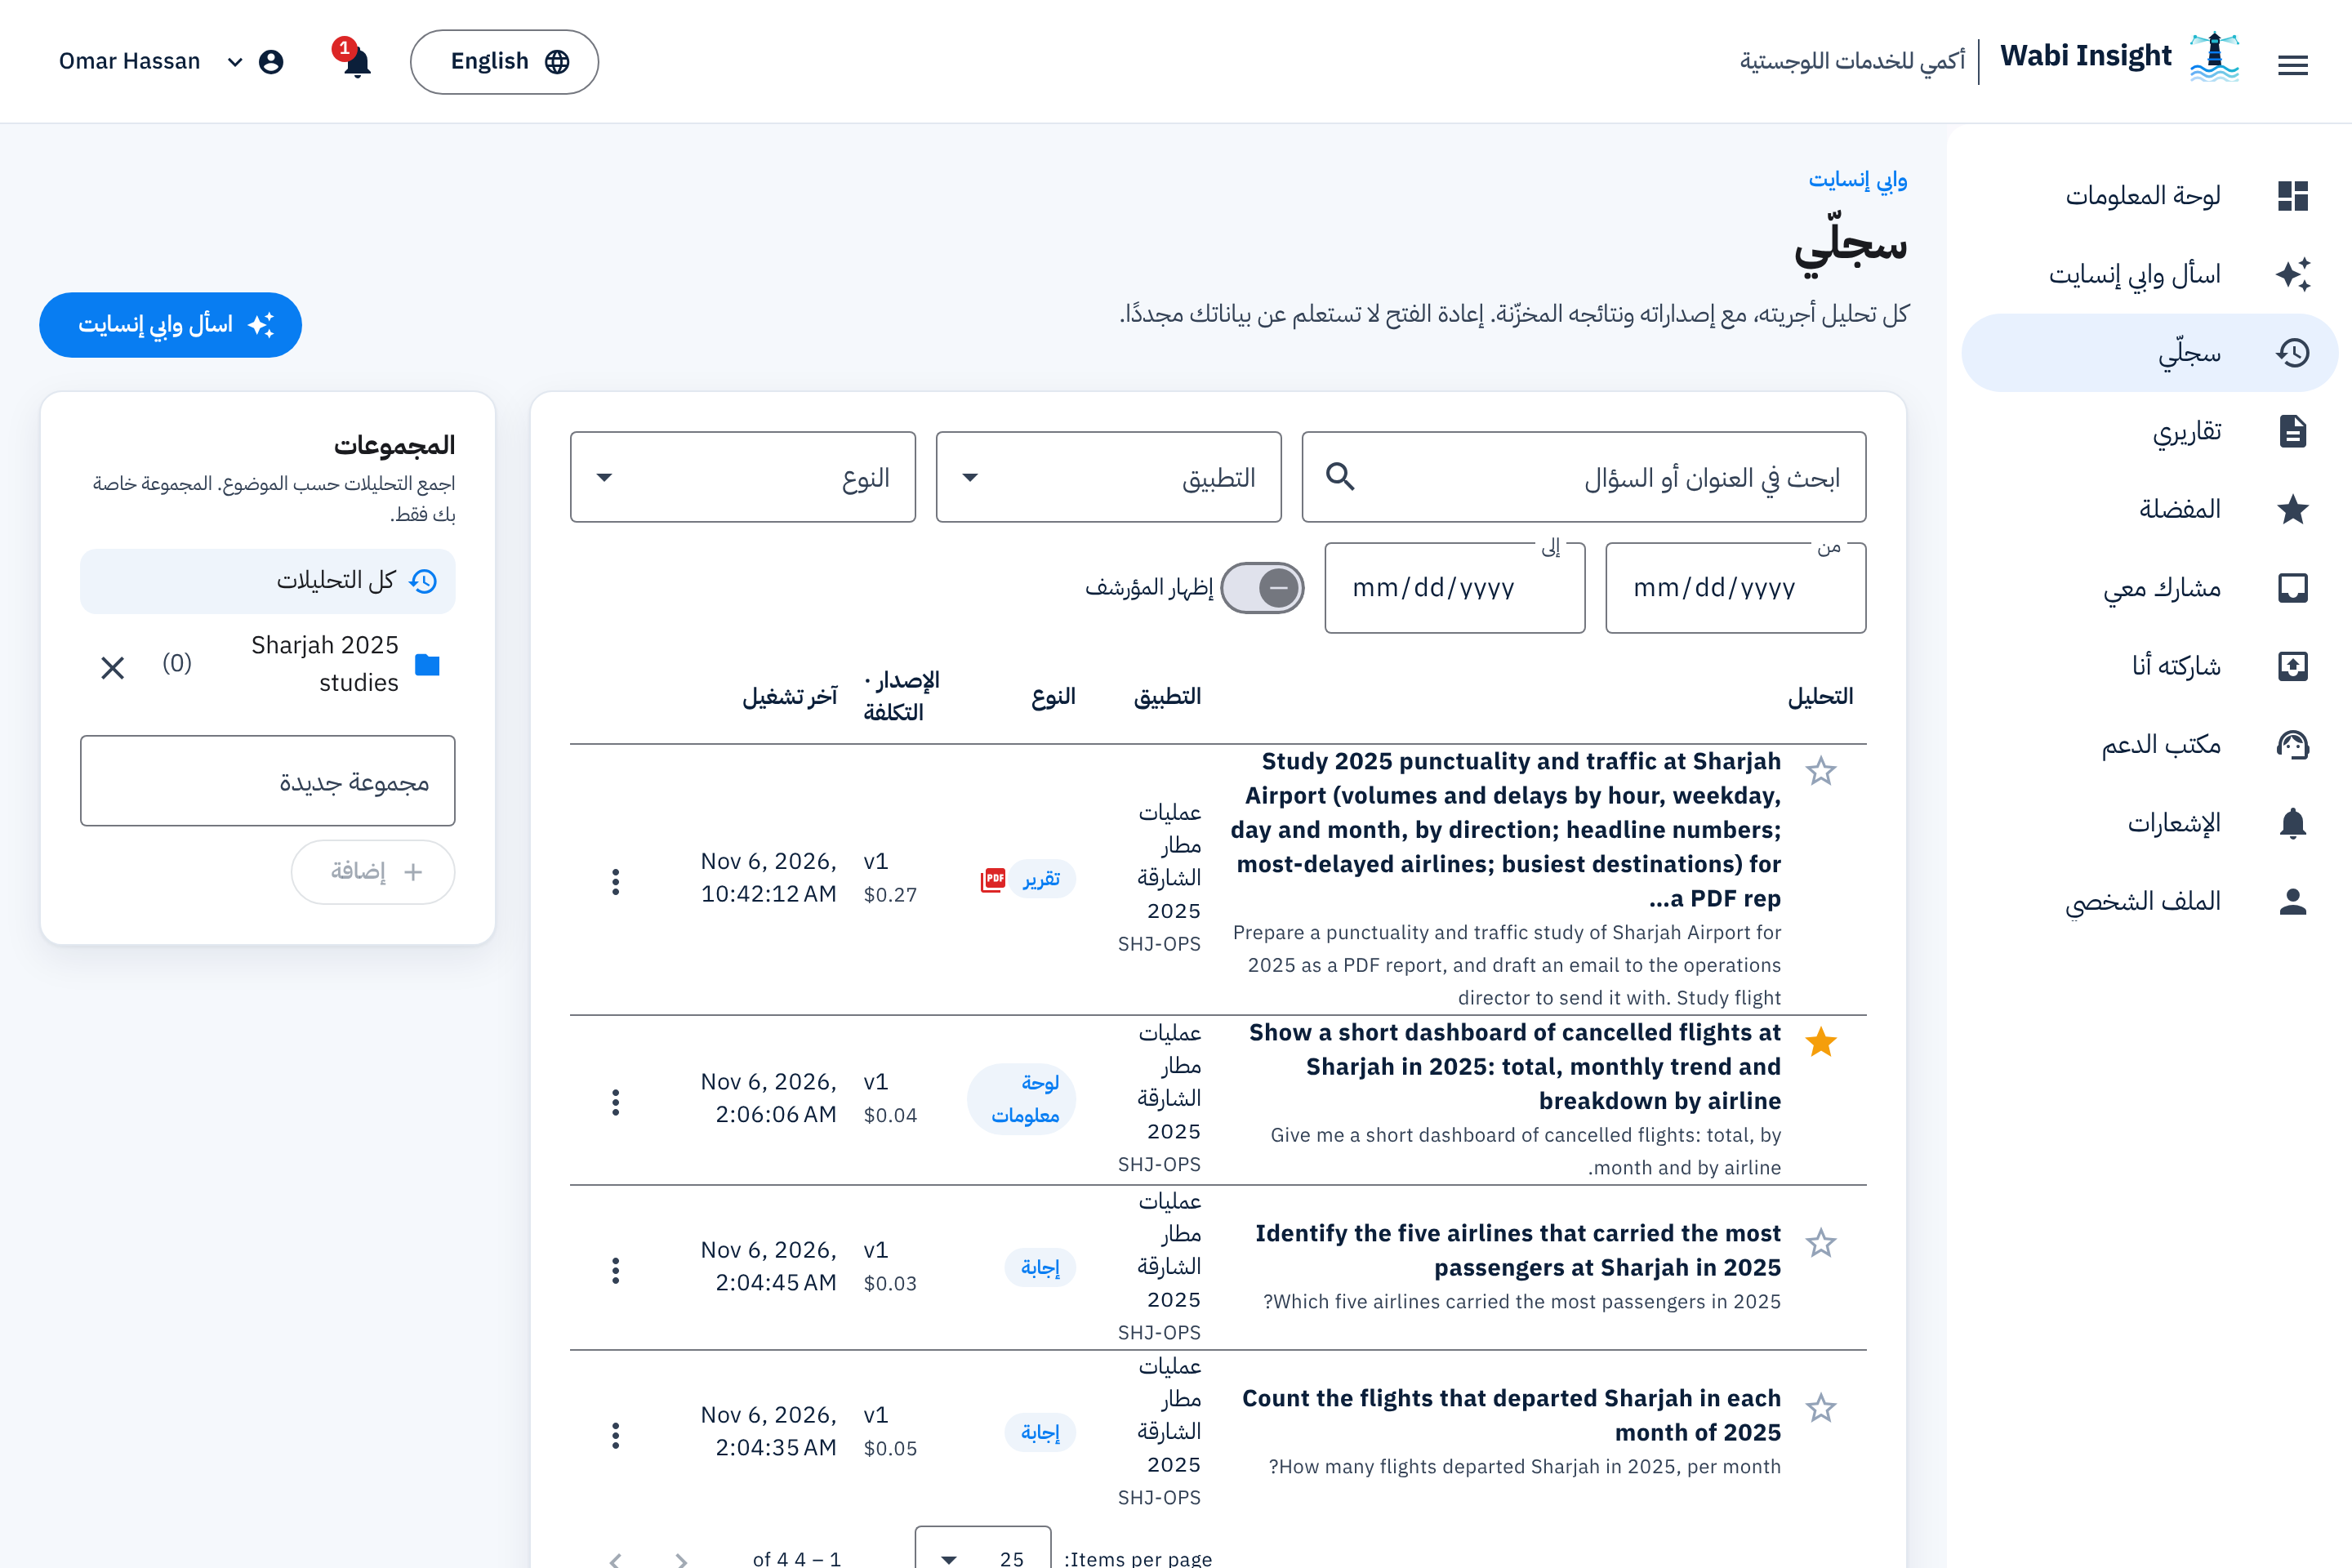 Wabi Insight
أكمي للخدمات اللوجستية
English
1
Omar Hassan
لوحة المعلومات
اسأل وابي إنسايت
سجلّي
تقاريري
المفضلة
مشارك معي
شاركته أنا
مكتب الدعم
الإشعارات
الملف الشخصي
وابي إنسايت
سجلّي
كل تحليل أجريته، مع إصداراته ونتائجه المخزّنة. إعادة الفتح لا تستعلم عن بياناتك مجددًا.
اسأل وابي إنسايت
ابحث في العنوان أو السؤال
التطبيق
النوع
من
mm/dd/yyyy
إلى
mm/dd/yyyy
إظهار المؤرشف
التحليل
التطبيق
النوع
الإصدار ·
التكلفة
آخر تشغيل
Study 2025 punctuality and traffic at Sharjah
Airport (volumes and delays by hour, weekday,
day and month, by direction; headline numbers;
most-delayed airlines; busiest destinations) for
...a PDF rep
Prepare a punctuality and traffic study of Sharjah Airport for
2025 as a PDF report, and draft an email to the operations
director to send it with. Study flight
عمليات
مطار
الشارقة
2025
SHJ-OPS
تقرير
PDF
v1
$0.27
Nov 6, 2026,
10:42:12 AM
Show a short dashboard of cancelled flights at
Sharjah in 2025: total, monthly trend and
breakdown by airline
Give me a short dashboard of cancelled flights: total, by
.month and by airline
عمليات
مطار
الشارقة
2025
SHJ-OPS
لوحة
معلومات
v1
$0.04
Nov 6, 2026,
2:06:06 AM
Identify the five airlines that carried the most
passengers at Sharjah in 2025
?Which five airlines carried the most passengers in 2025
عمليات
مطار
الشارقة
2025
SHJ-OPS
إجابة
v1
$0.03
Nov 6, 2026,
2:04:45 AM
Count the flights that departed Sharjah in each
month of 2025
?How many flights departed Sharjah in 2025, per month
عمليات
مطار
الشارقة
2025
SHJ-OPS
إجابة
v1
$0.05
Nov 6, 2026,
2:04:35 AM
:Items per page
25
of 4 4 – 1
المجموعات
اجمع التحليلات حسب الموضوع. المجموعة خاصة
بك فقط.
كل التحليلات
Sharjah 2025
studies
(0)
مجموعة جديدة
إضافة